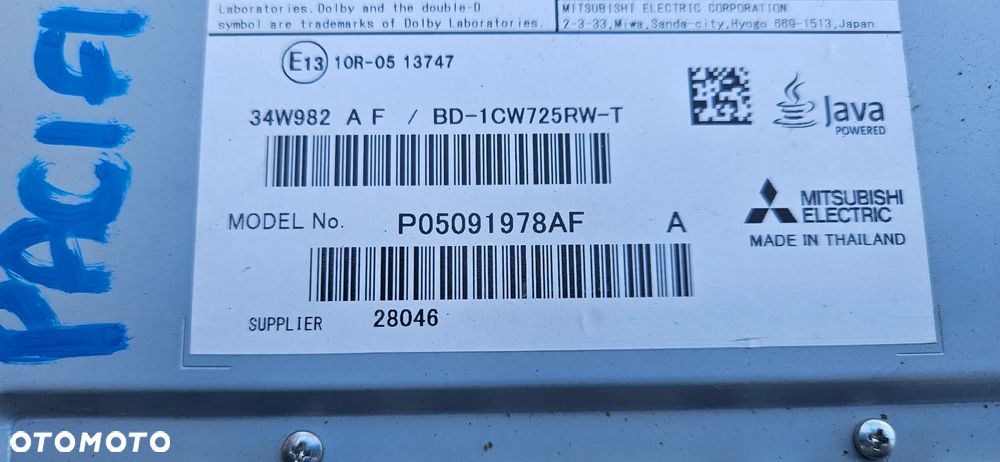 Laboratories. Dolby and the double-D
symbol are trademarks of Dolby Laboratories.
MITSUBISHI ELECTRIC CORPORATION
2-3-33, Miwa, Sanda-city, Hyogo 669-1513, Japan
E13 10R-05 13747
34W982 A F / BD-1CW725RW-T
Java
POWERED
MODEL No. P05091978AF A
MITSUBISHI
ELECTRIC
MADE IN THAILAND
SUPPLIER 28046
PACIFI
OTOMOTO